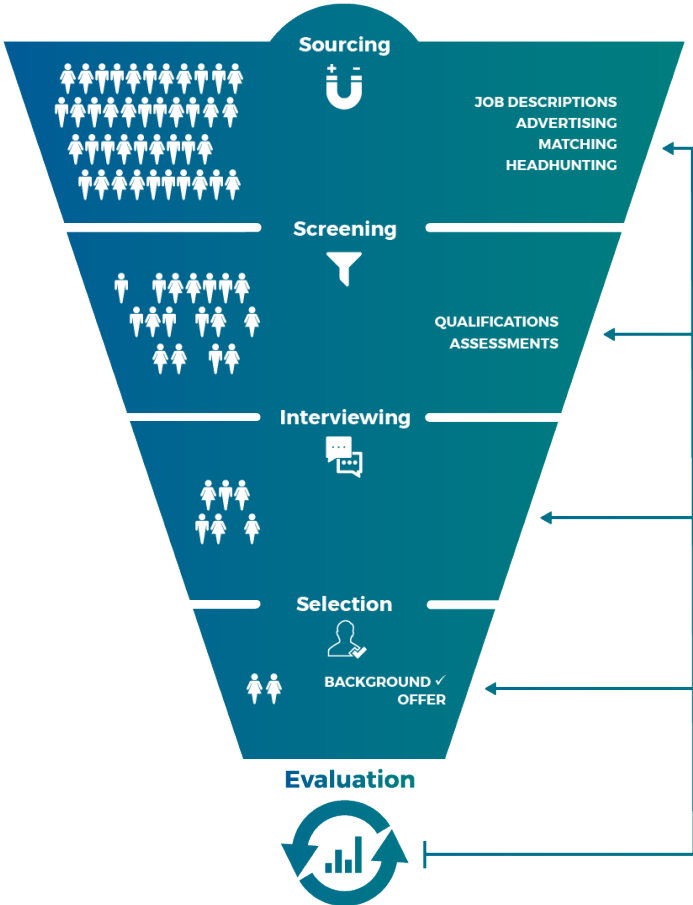 Sourcing
JOB DESCRIPTIONS
ADVERTISING
MATCHING
HEADHUNTING
Screening
QUALIFICATIONS
ASSESSMENTS
Interviewing
Selection
BACKGROUND ✓
OFFER
Evaluation